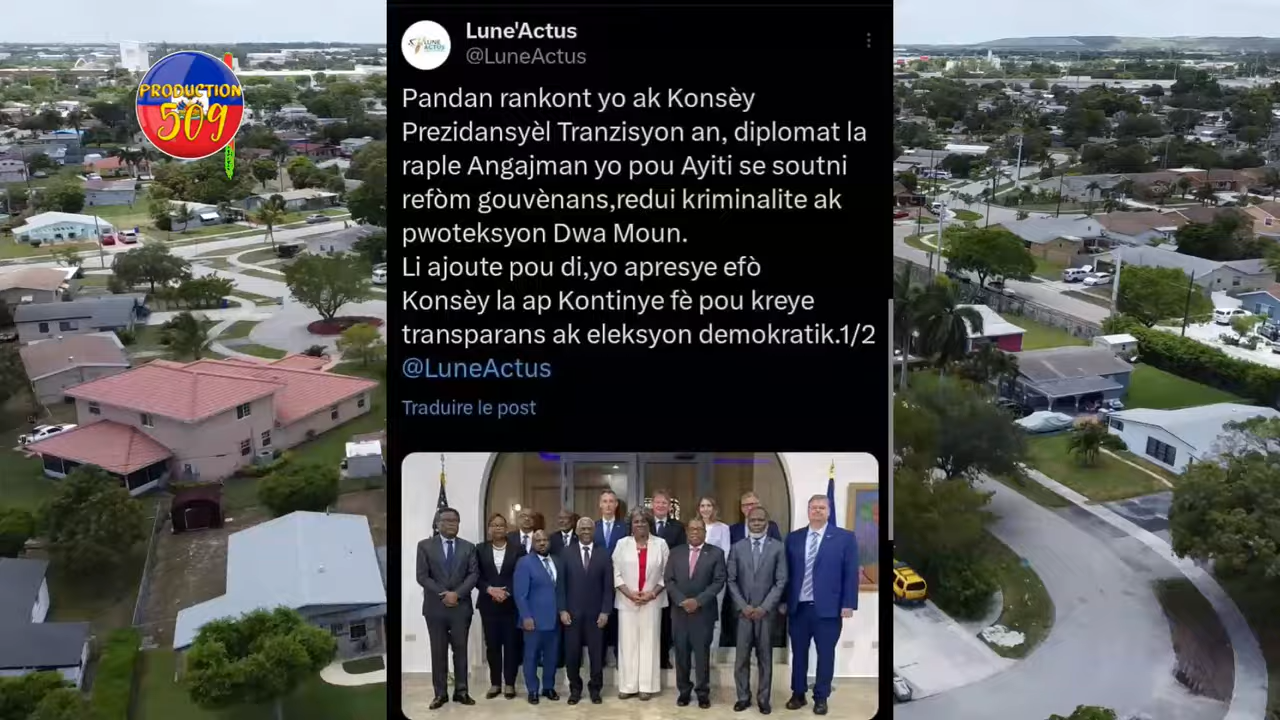 PRODUCTION
509
Lune'Actus
@LuneActus
Pandan rankont yo ak Konsèy
Prezidansyèl Tranzisyon an, diplomat la
raple Angajman yo pou Ayiti se soutni
refòm gouvènans,redui kriminalite ak
pwoteksyon Dwa Moun.
Li ajoute pou di,yo apresye efò
Konsèy la ap Kontinye fè pou kreye
transparans ak eleksyon demokratik.1/2
@LuneActus
Traduire le post